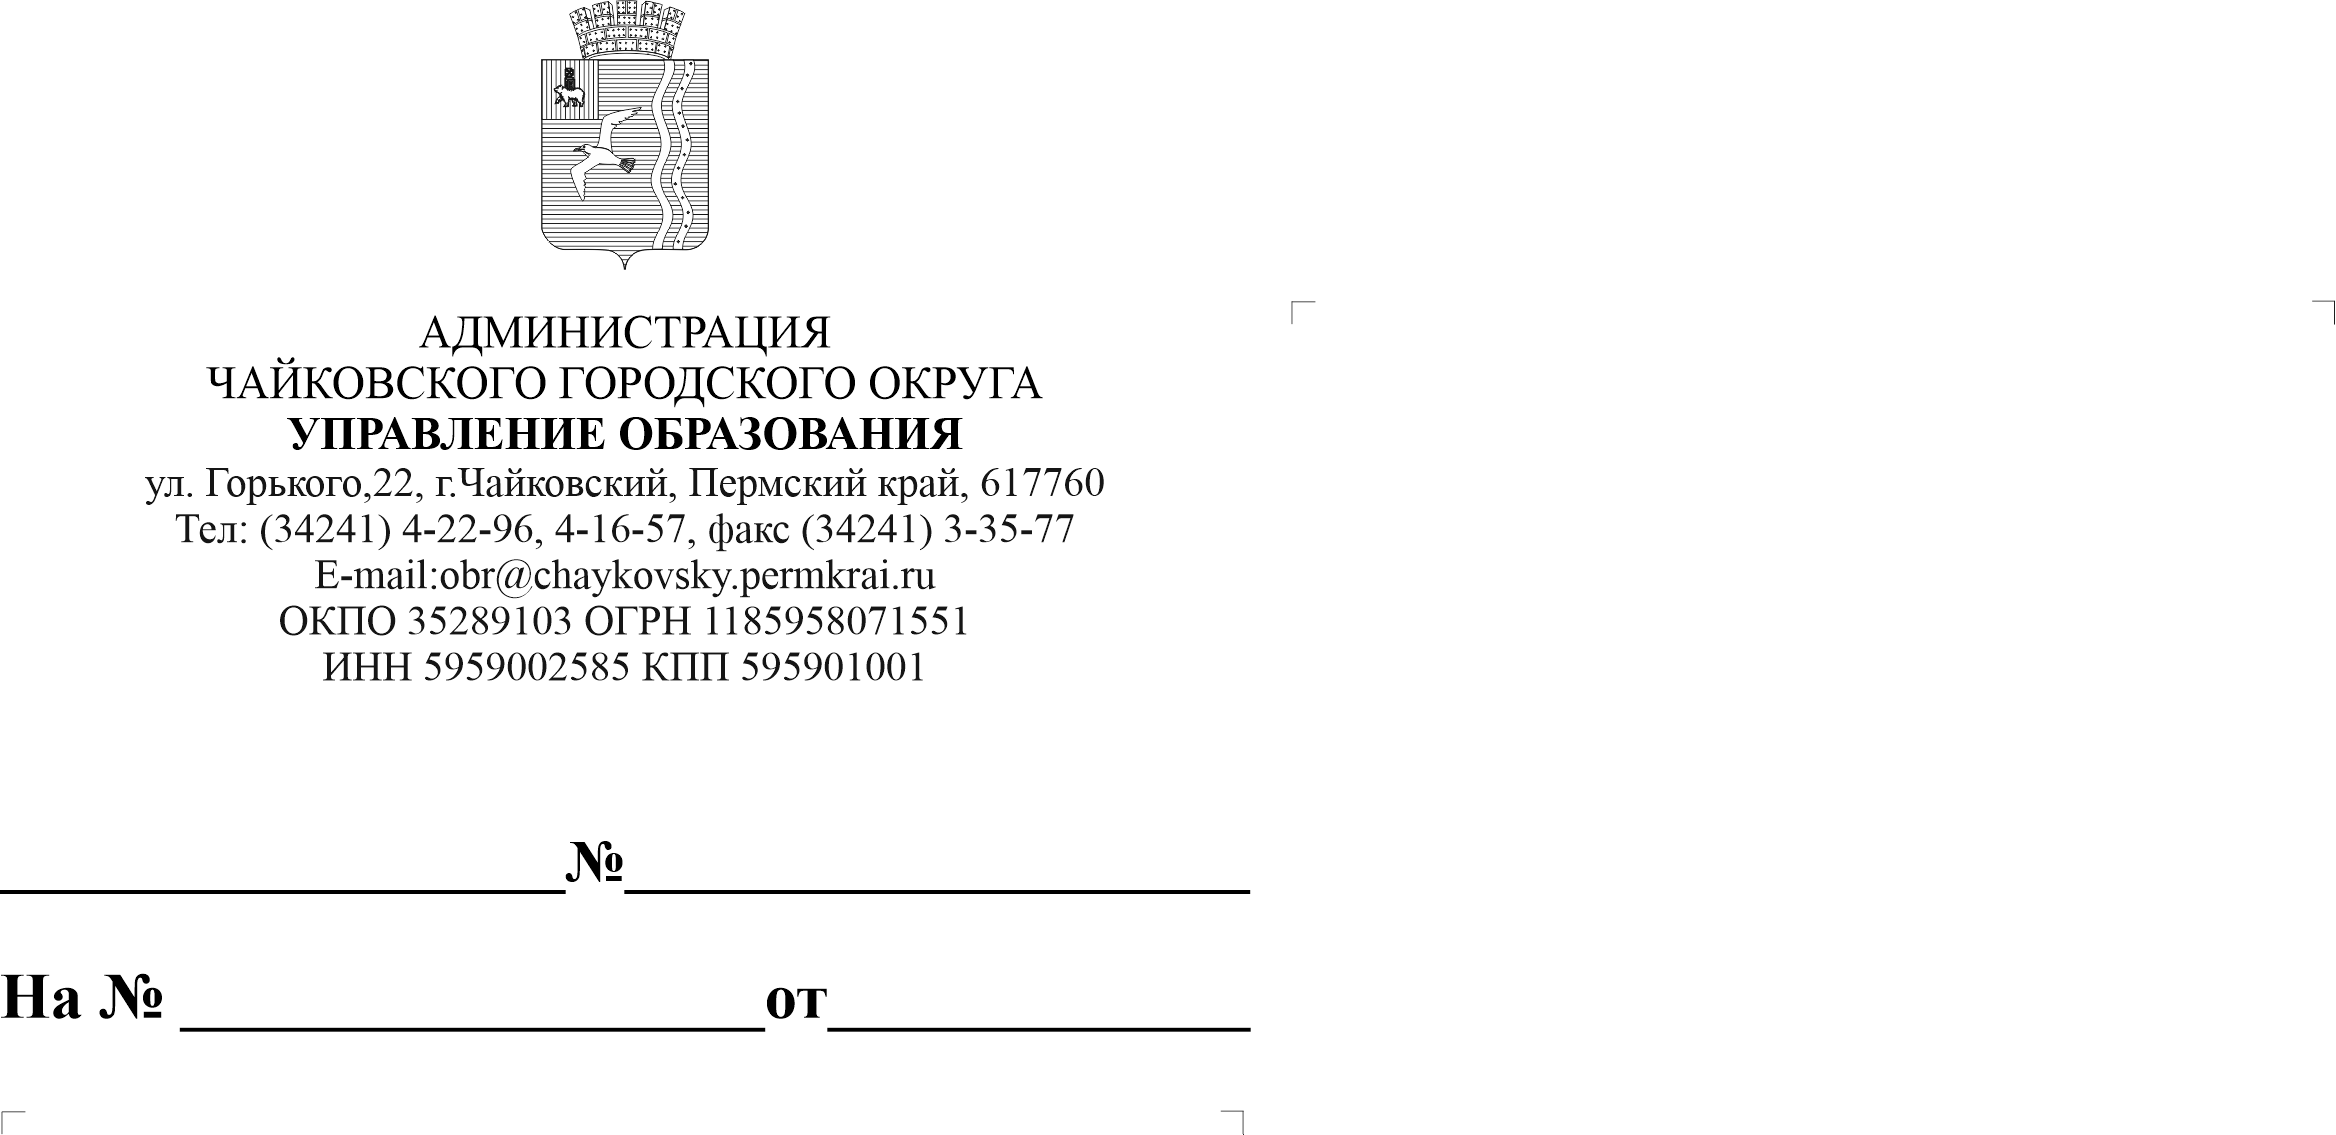 АДМИНИСТРАЦИЯ
ЧАЙКОВСКОГО ГОРОДСКОГО ОКРУГА
УПРАВЛЕНИЕ ОБРАЗОВАНИЯ
ул. Горького,22, г.Чайковский, Пермский край, 617760
Тел: (34241) 4-22-96, 4-16-57, факс (34241) 3-35-77
E-mail:obr@chaykovsky.permkrai.ru
ОКПО 35289103 ОГРН 1185958071551
ИНН 5959002585 КПП 595901001
№
На № от